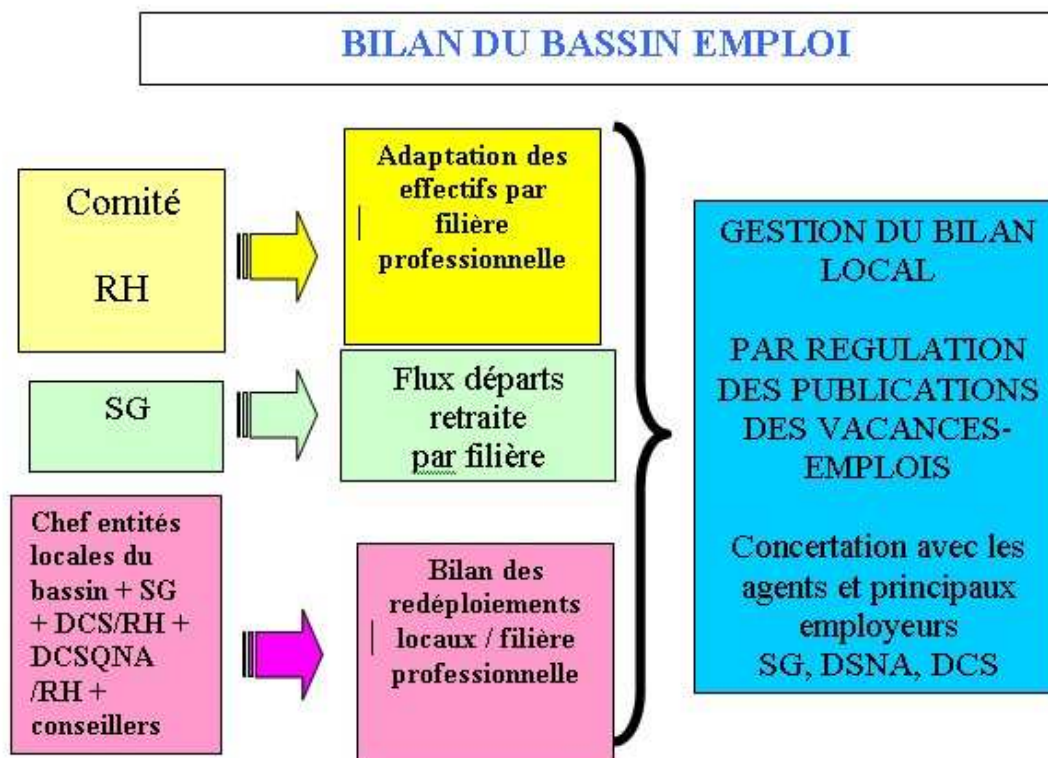 BILAN DU BASSIN EMPLOI
Comité
RH
Adaptation des
effectifs par
filière
professionnelle
SG
Flux départs
retraite
par filière
Chef entités
locales du
bassin + SG
+ DCS/RH +
DCSQNA
/RH +
conseillers
Bilan des
redéploiements
locaux / filière
professionnelle
GESTION DU BILAN
LOCAL
PAR REGULATION
DES PUBLICATIONS
DES VACANCES-
EMPLOIS
Concertation avec les
agents et principaux
employeurs
SG, DSNA, DCS